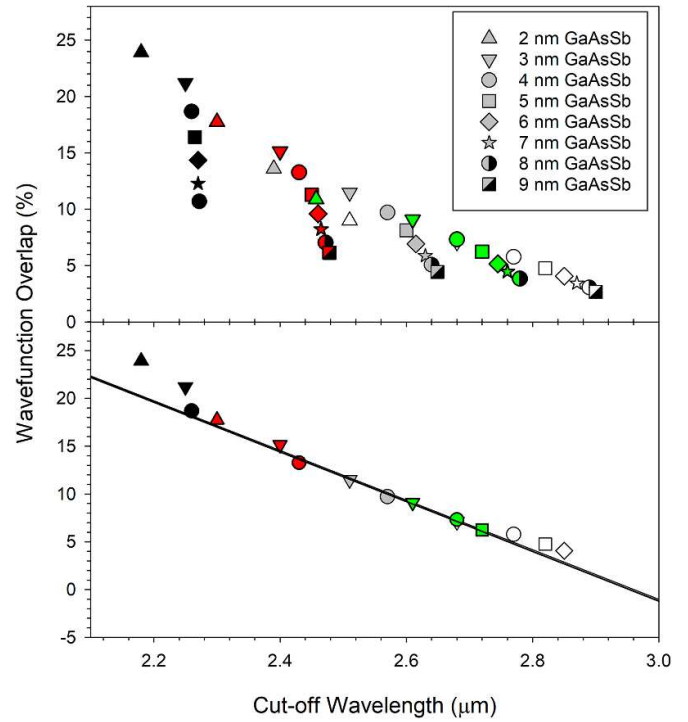 25
20
15
10
5
0
2 nm GaAsSb
3 nm GaAsSb
4 nm GaAsSb
5 nm GaAsSb
6 nm GaAsSb
7 nm GaAsSb
8 nm GaAsSb
9 nm GaAsSb
Wavefunction Overlap (%)
25
20
15
10
5
0
-5
2.2
2.4
2.6
2.8
3.0
Cut-off Wavelength (μm)